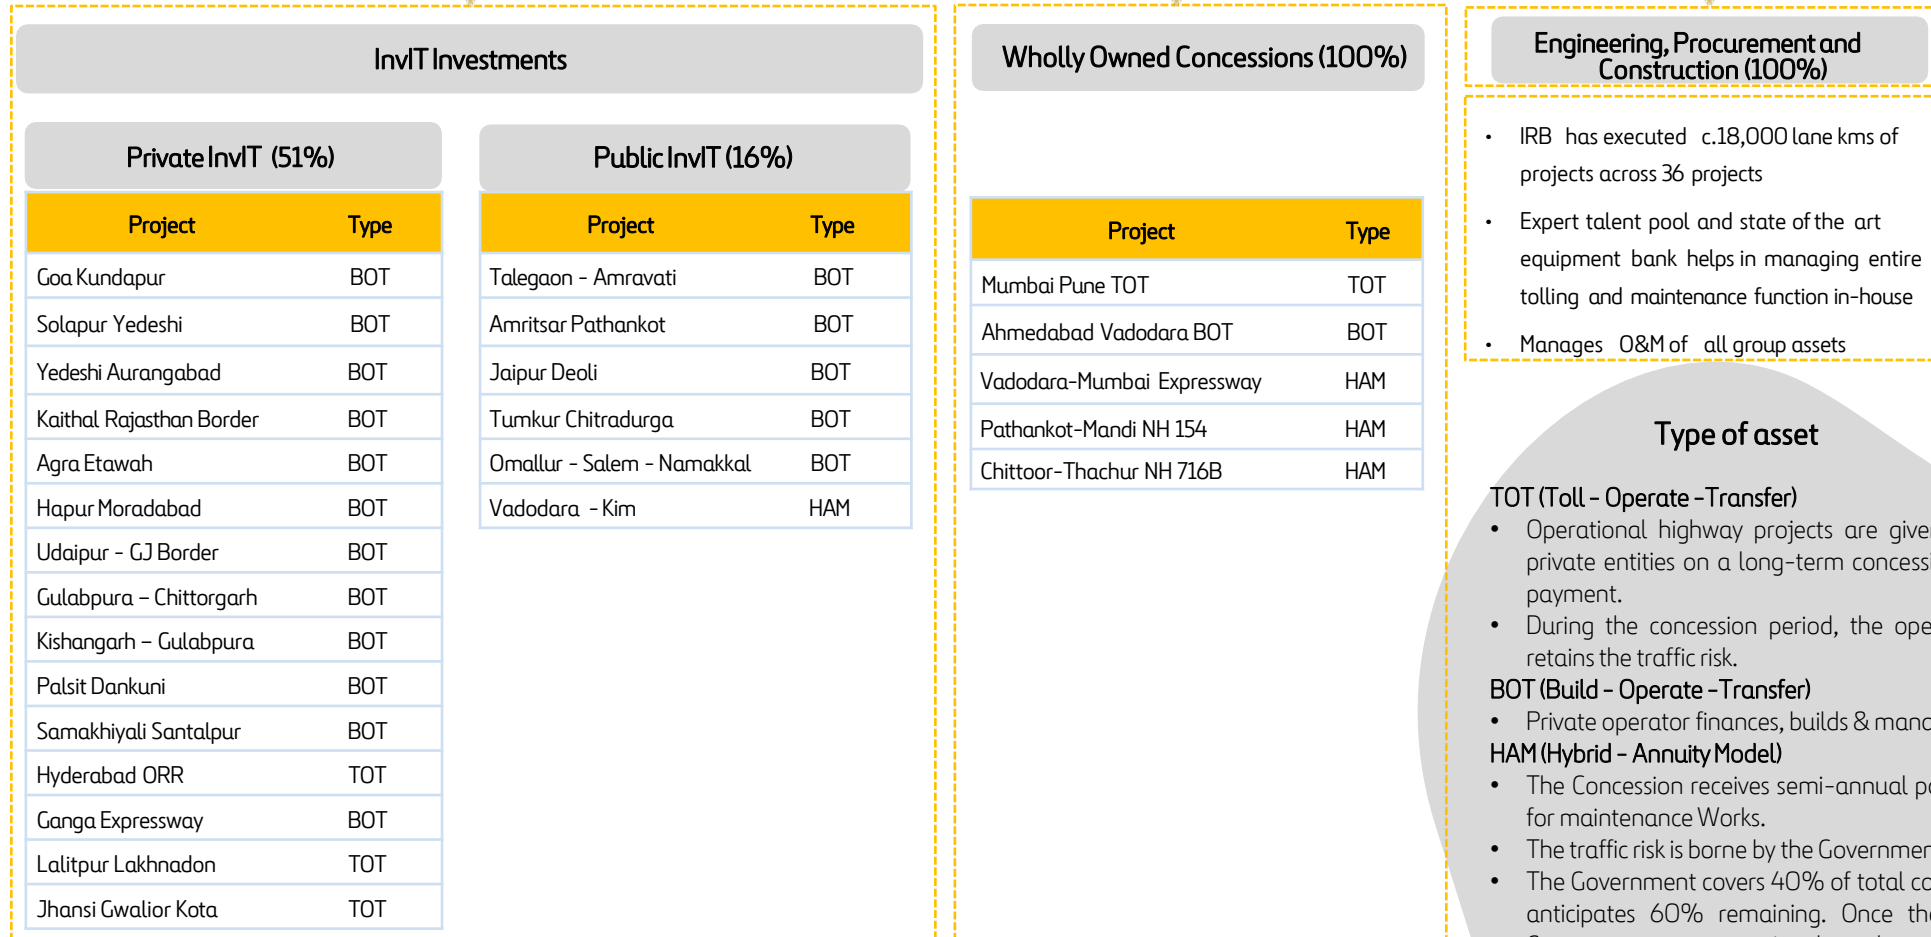 InvIT Investments
Private InvIT (51%)
Project Type
Goa Kundapur BOT
Solapur Yedeshi BOT
Yedeshi Aurangabad BOT
Kaithal Rajasthan Border BOT
Agra Etawah BOT
Hapur Moradabad BOT
Udaipur - GJ Border BOT
Gulabpura – Chittorgarh BOT
Kishangarh – Gulabpura BOT
Palsit Dankuni BOT
Samakhiyali Santalpur BOT
Hyderabad ORR TOT
Ganga Expressway BOT
Lalitpur Lakhnadon TOT
Jhansi Gwalior Kota TOT
Public InvIT (16%)
Project Type
Talegaon - Amravati BOT
Amritsar Pathankot BOT
Jaipur Deoli BOT
Tumkur Chitradurga BOT
Omallur - Salem - Namakkal BOT
Vadodara - Kim HAM
Wholly Owned Concessions (100%)
Project Type
Mumbai Pune TOT TOT
Ahmedabad Vadodara BOT BOT
Vadodara-Mumbai Expressway HAM
Pathankot-Mandi NH 154 HAM
Chittoor-Thachur NH 716B HAM
Engineering, Procurement and
Construction (100%)
• IRB has executed c.18,000 lane kms of
projects across 36 projects
• Expert talent pool and state of the art
equipment bank helps in managing entire
tolling and maintenance function in-house
• Manages O&M of all group assets
Type of asset
TOT (Toll - Operate -Transfer)
• Operational highway projects are
private entities on a long-term
payment.
• During the concession period, the
retains the traffic risk.
BOT (Build - Operate -Transfer)
• Private operator finances, builds &
HAM (Hybrid - Annuity Model)
• The Concession receives semi-annual
for maintenance Works.
• The traffic risk is borne by the
• The Government covers 40% of total
anticipates 60% remaining. Once